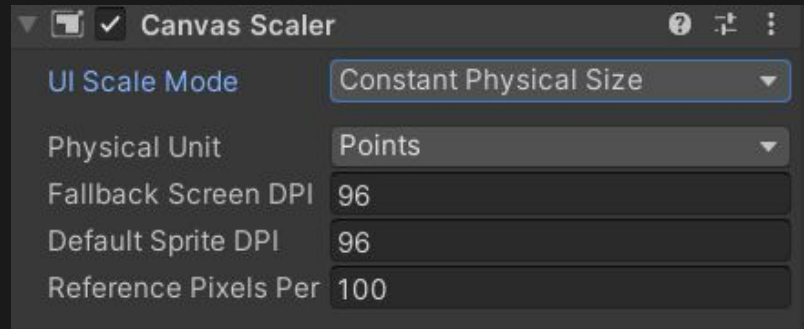 Canvas Scaler
UI Scale Mode Constant Physical Size
Physical Unit Points
Fallback Screen DPI 96
Default Sprite DPI 96
Reference Pixels Per 100